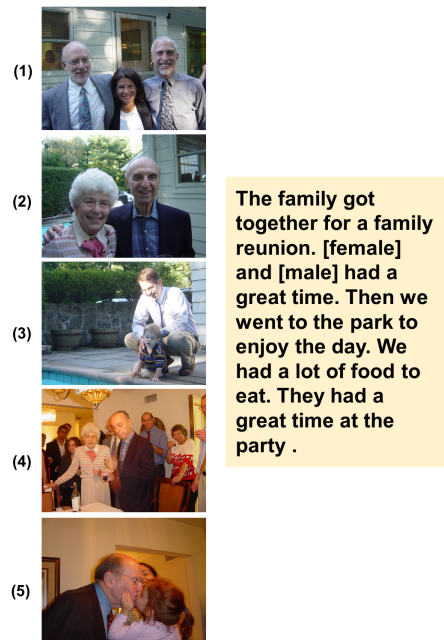 (1)
(2)
(3)
(4)
(5)
The family got
together for a family
reunion. [female]
and [male] had a
great time. Then we
went to the park to
enjoy the day. We
had a lot of food to
eat. They had a
great time at the
party .